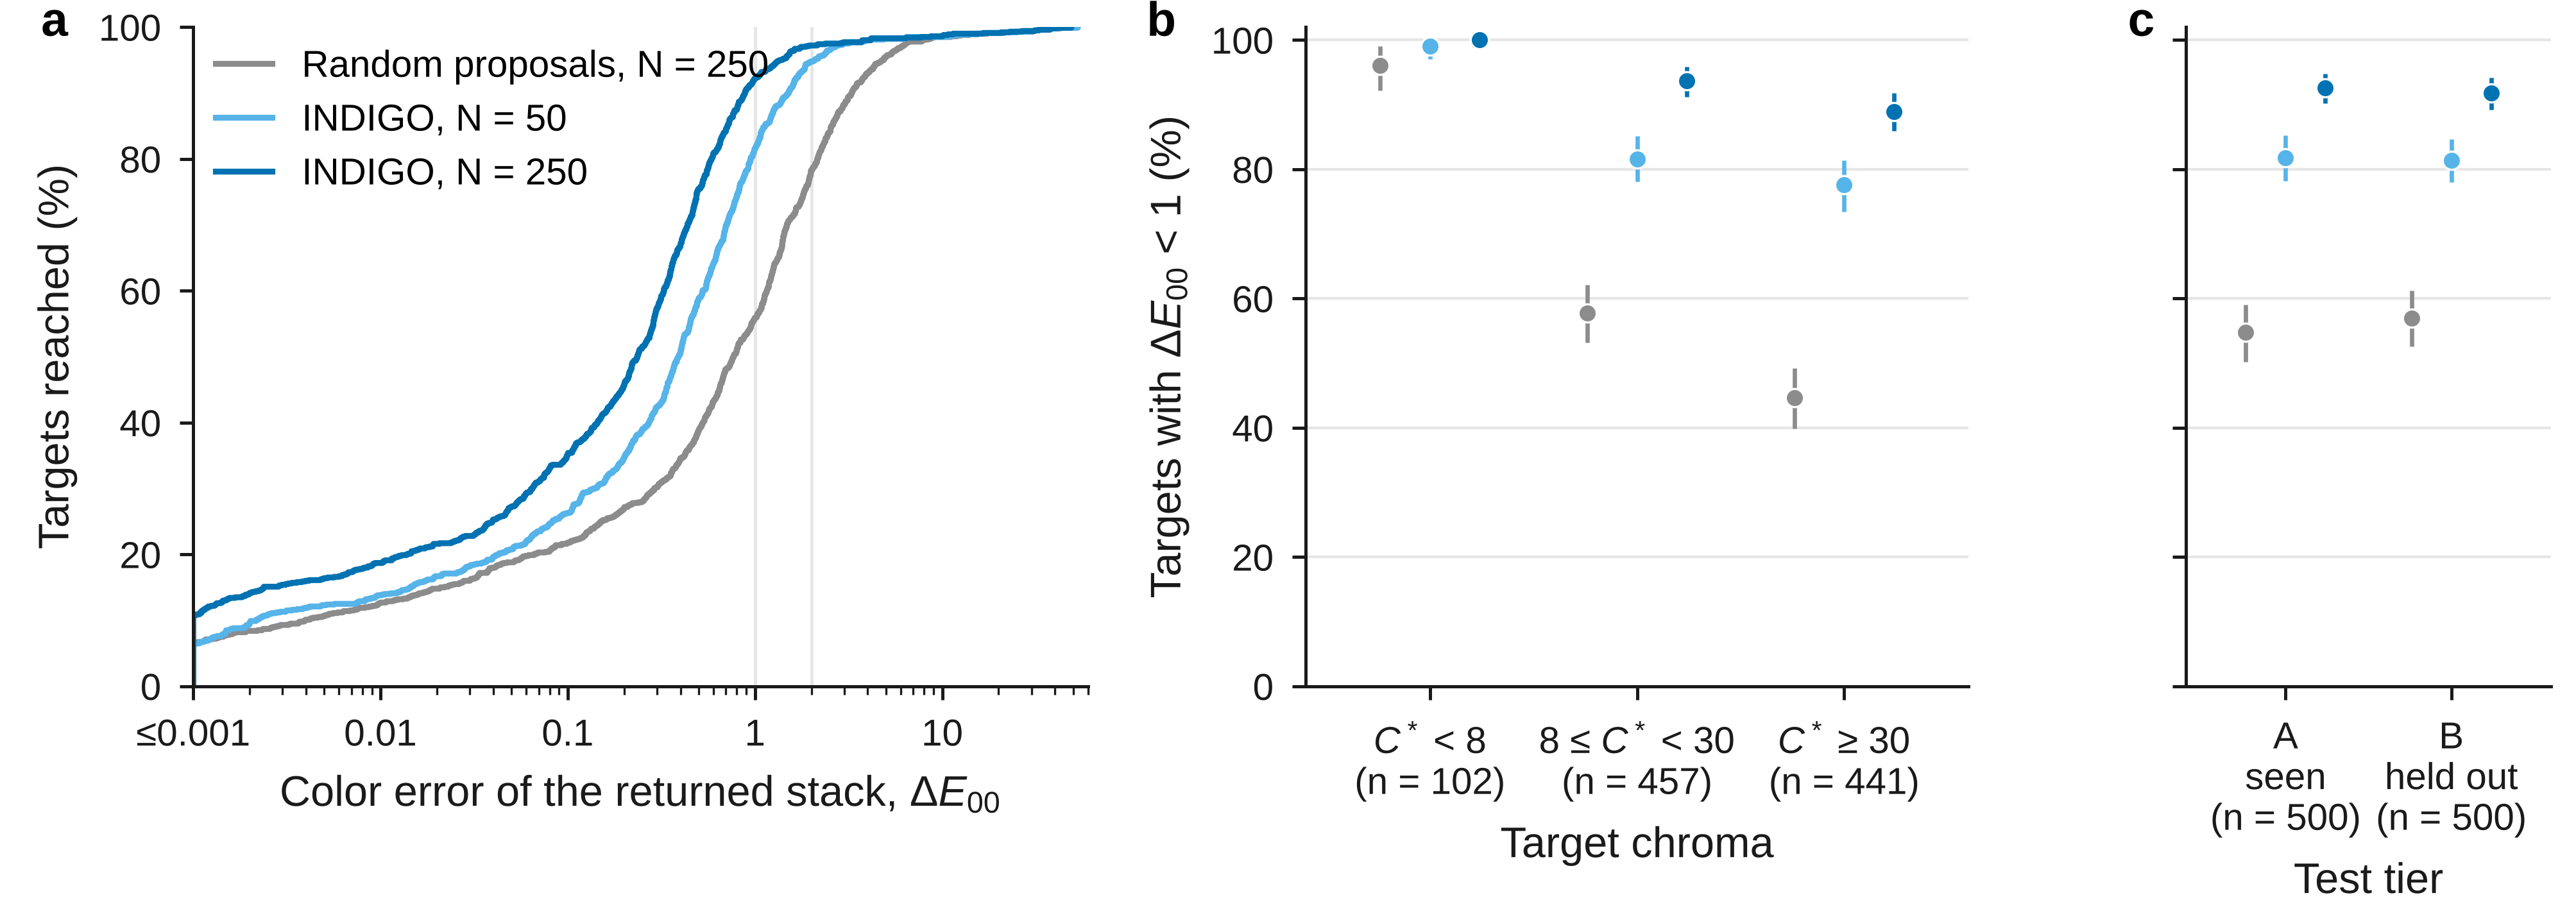 a
100
80
60
40
20
0
Targets reached (%)
Random proposals, N = 250
INDIGO, N = 50
INDIGO, N = 250
≤0.001 0.01 0.1 1 10
Color error of the returned stack, ΔE00
b
100
80
60
40
20
0
Targets with ΔE00 < 1 (%)
C* < 8 8 ≤ C* < 30 C* ≥ 30
(n = 102) (n = 457) (n = 441)
Target chroma
c
A B
seen held out
(n = 500) (n = 500)
Test tier